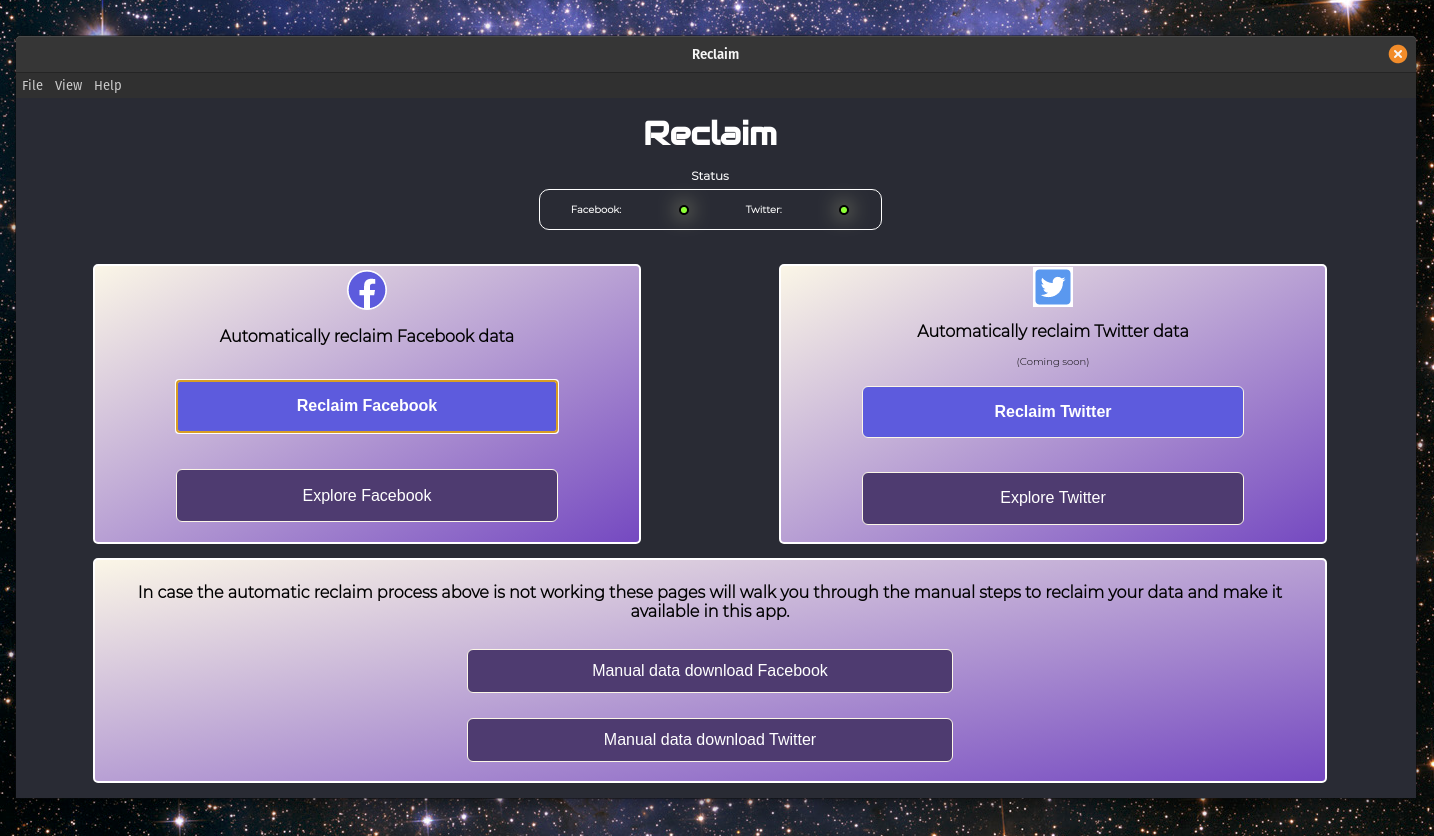 Reclaim
File View Help
Reclaim
Status
Facebook: Twitter:
Automatically reclaim Facebook data
Reclaim Facebook
Explore Facebook
Automatically reclaim Twitter data
(Coming soon)
Reclaim Twitter
Explore Twitter
In case the automatic reclaim process above is not working these pages will walk you through the manual steps to reclaim your data and make it
available in this app.
Manual data download Facebook
Manual data download Twitter